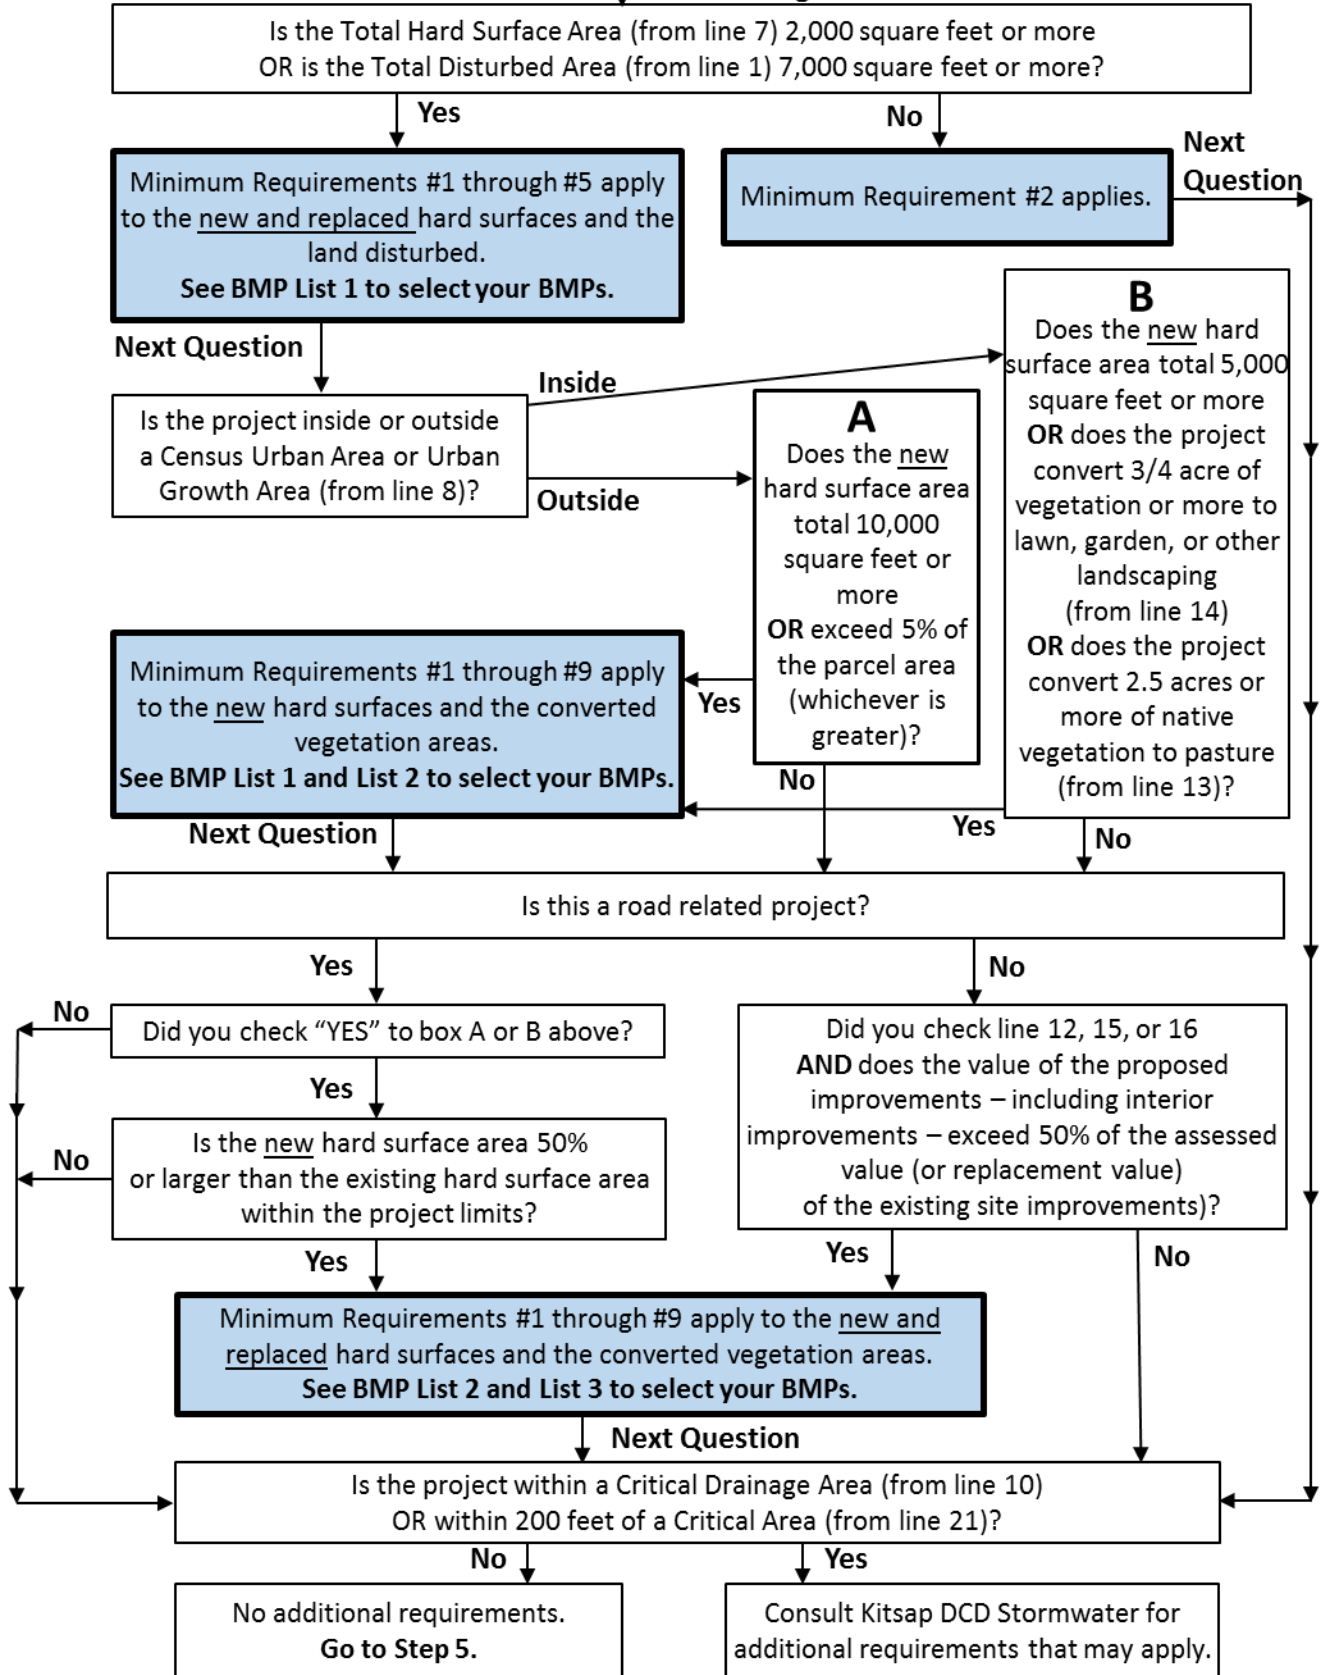 Is the Total Hard Surface Area (from line 7) 2,000 square feet or more
OR is the Total Disturbed Area (from line 1) 7,000 square feet or more?
Yes
No
Minimum Requirements #1 through #5 apply
to the new and replaced hard surfaces and the
land disturbed.
See BMP List 1 to select your BMPs.
Minimum Requirement #2 applies.
Next
Question
Next Question
Is the project inside or outside
a Census Urban Area or Urban
Growth Area (from line 8)?
Inside
Outside
A
Does the new
hard surface area
total 10,000
square feet or
more
OR exceed 5% of
the parcel area
(whichever is
greater)?
B
Does the new hard
surface area total 5,000
square feet or more
OR does the project
convert 3/4 acre of
vegetation or more to
lawn, garden, or other
landscaping
(from line 14)
OR does the project
convert 2.5 acres or
more of native
vegetation to pasture
(from line 13)?
Minimum Requirements #1 through #9 apply
to the new hard surfaces and the converted
vegetation areas.
See BMP List 1 and List 2 to select your BMPs.
Yes
No
Yes
No
Next Question
Is this a road related project?
Yes
No
No
Did you check “YES” to box A or B above?
Yes
No
Is the new hard surface area 50%
or larger than the existing hard surface area
within the project limits?
Yes
Did you check line 12, 15, or 16
AND does the value of the proposed
improvements – including interior
improvements – exceed 50% of the assessed
value (or replacement value)
of the existing site improvements)?
Yes
No
Minimum Requirements #1 through #9 apply to the new and
replaced hard surfaces and the converted vegetation areas.
See BMP List 2 and List 3 to select your BMPs.
Next Question
Is the project within a Critical Drainage Area (from line 10)
OR within 200 feet of a Critical Area (from line 21)?
No
Yes
No additional requirements.
Go to Step 5.
Consult Kitsap DCD Stormwater for
additional requirements that may apply.